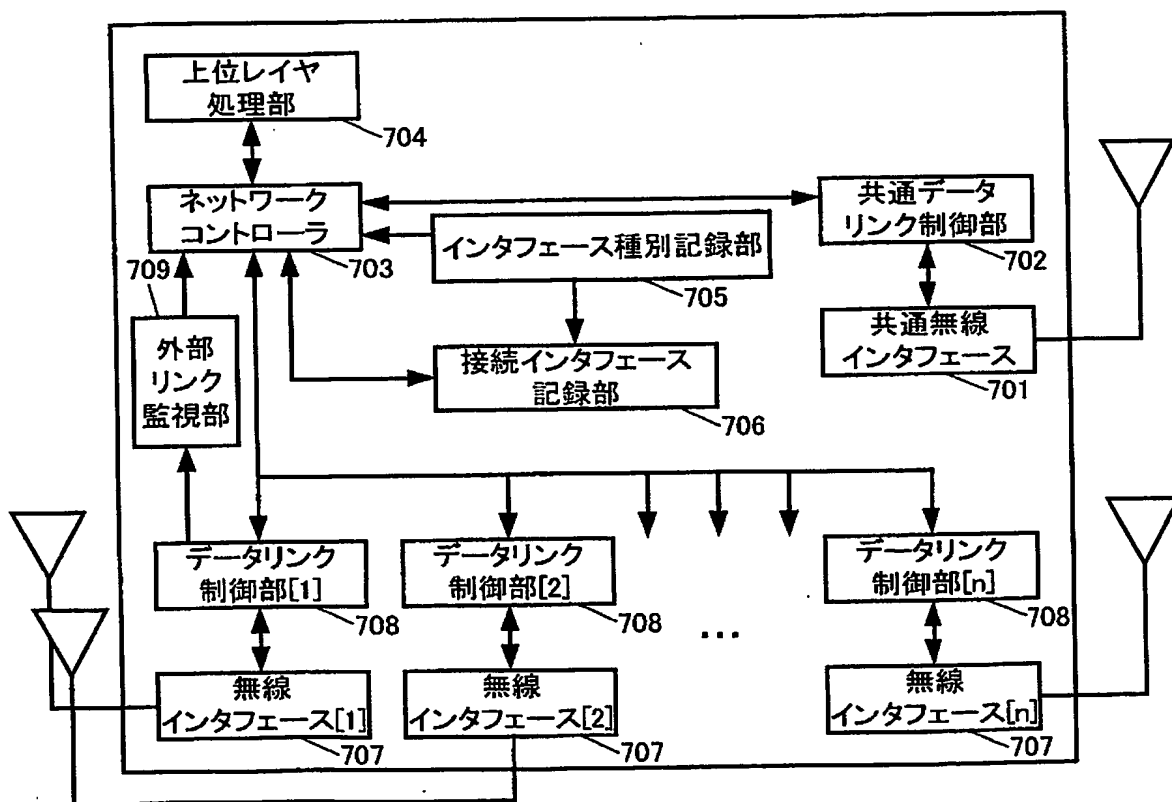 上位レイヤ
処理部
704
ネットワーク
コントローラ
703
インタフェース種別記録部
705
共通データ
リンク制御部
702
709
外部
リンク
監視部
接続インタフェース
記録部
706
共通無線
インタフェース
701
データリンク
制御部[1]
708
データリンク
制御部[2]
708
...
データリンク
制御部[n]
708
無線
インタフェース[1]
707
無線
インタフェース[2]
707
無線
インタフェース[n]
707